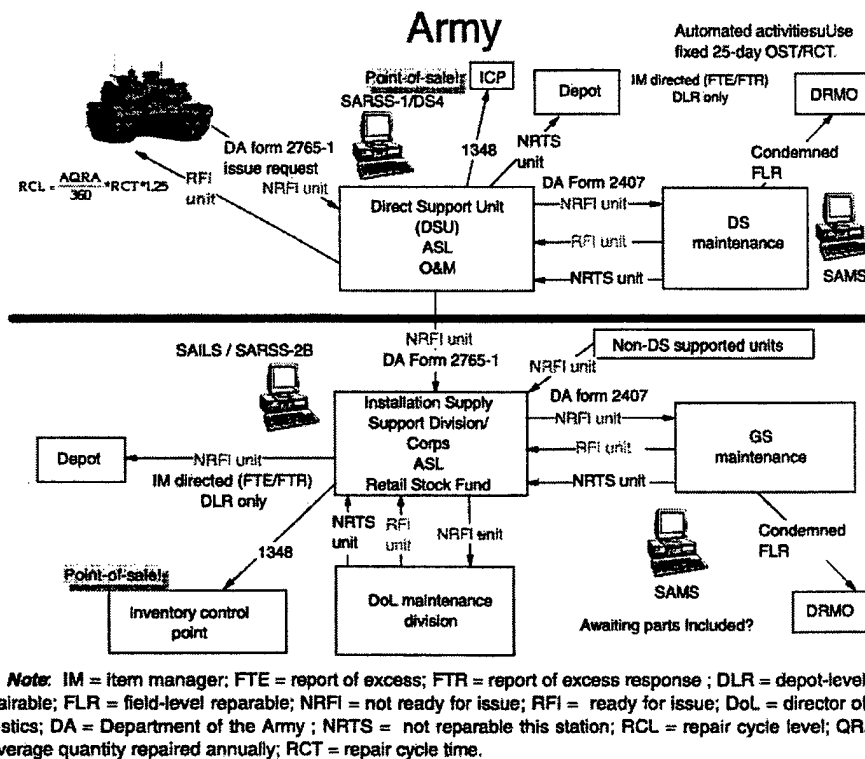 Army
Automated activitiesuUse
fixed 25-day OST/RCT.
Point-of-sale!
ICP
SARSS-1/DS4
Depot
IM directed (FTE/FTR)
DLR only
DRMO
DA form 2765-1
issue request
NRFI unit
RFI
unit
RCL = AQRA/360 *RCT*1.25
1348
NRTS
unit
Condemned
FLR
Direct Support Unit
(DSU)
ASL
O&M
DA Form 2407
NRFI unit
RFI unit
NRTS unit
DS
maintenance
SAMS
NRFI unit
DA Form 2765-1
SAILS / SARSS-2B
Non-DS supported units
NRFI unit
Installation Supply
Support Division/
Corps
ASL
Retail Stock Fund
DA form 2407
NRFI unit
RFI unit
NRTS unit
GS
maintenance
Depot
NRFI unit
IM directed (FTE/FTR)
DLR only
1348
NRTS
unit
RFI
unit
NRFI unit
Condemned
FLR
SAMS
Point-of-sale!
Inventory control
point
DoL maintenance
division
Awaiting parts Included?
DRMO
Note: IM = item manager; FTE = report of excess; FTR = report of excess response ; DLR = depot-level
airable; FLR = field-level reparable; NRFI = not ready for issue; RFI = ready for issue; DoL = director of
stics; DA = Department of the Army ; NRTS = not reparable this station; RCL = repair cycle level; QR
verage quantity repaired annually; RCT = repair cycle time.